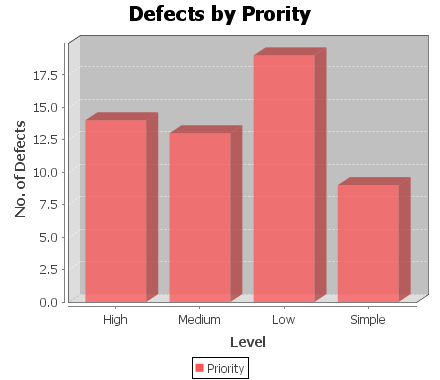 Defects by Prority
17.5
15.0
12.5
10.0
7.5
5.0
2.5
0.0
No. of Defects
High Medium Low Simple
Level
Priority